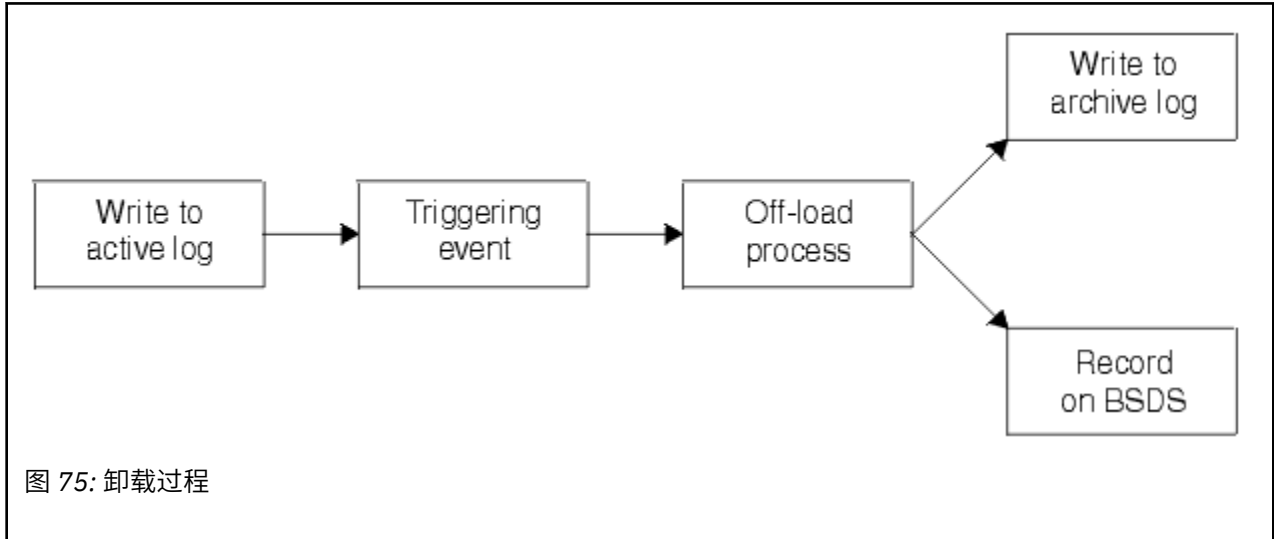 Write to
archive log
Write to
active log
Triggering
event
Off-load
process
Record
on BSDS
图 75: 卸载过程